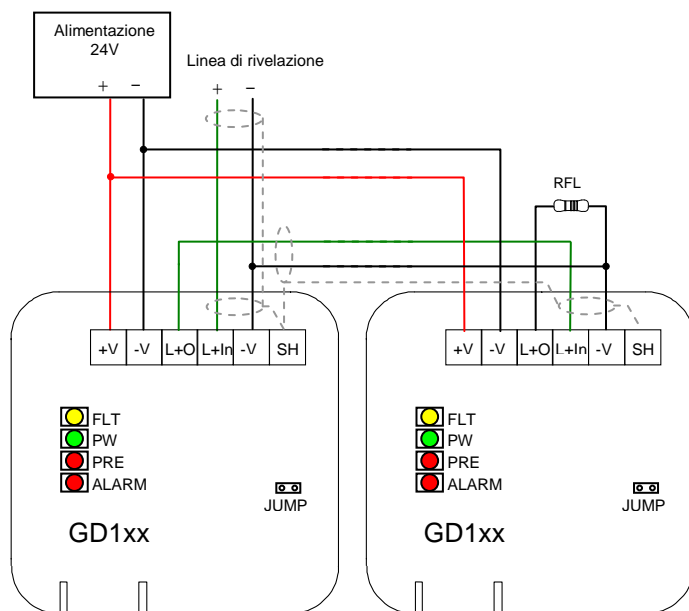 Alimentazione
24V
+ −
Linea di rivelazione
+ −
RFL
+V -V L+O L+In -V SH
+V -V L+O L+In -V SH
FLT
PW
PRE
ALARM
JUMP
GD1xx
FLT
PW
PRE
ALARM
JUMP
GD1xx